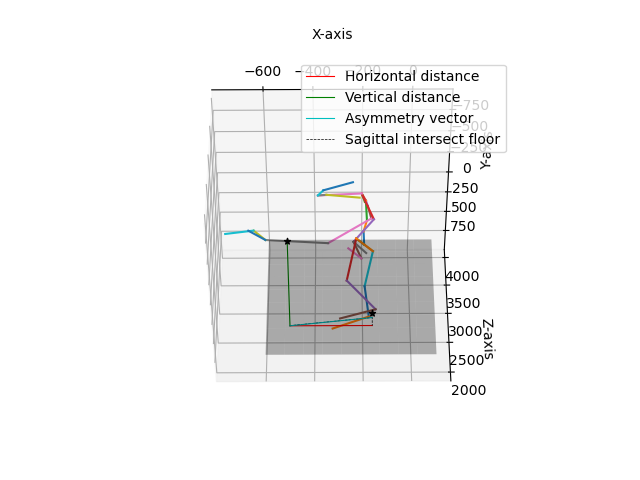 X-axis
−600 −400 −200 0
Horizontal distance
Vertical distance
Asymmetry vector
Sagittal intersect floor
−750
−500
−250
0
250
500
750
4000
3500
3000
2500
2000
Z-axis